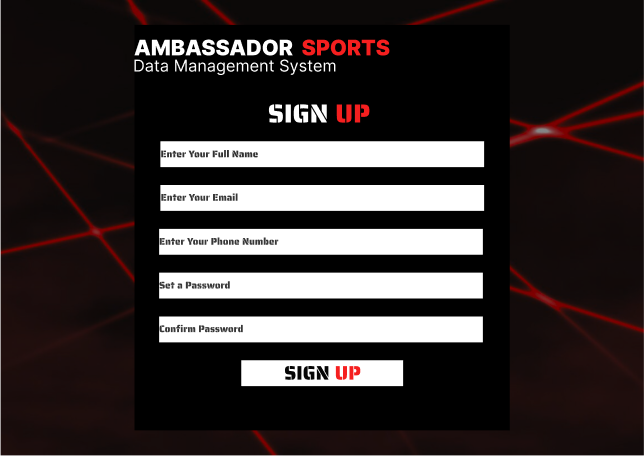 AMBASSADOR SPORTS
Data Management System
SIGN UP
Enter Your Full Name
Enter Your Email
Enter Your Phone Number
Set a Password
Confirm Password
SIGN UP